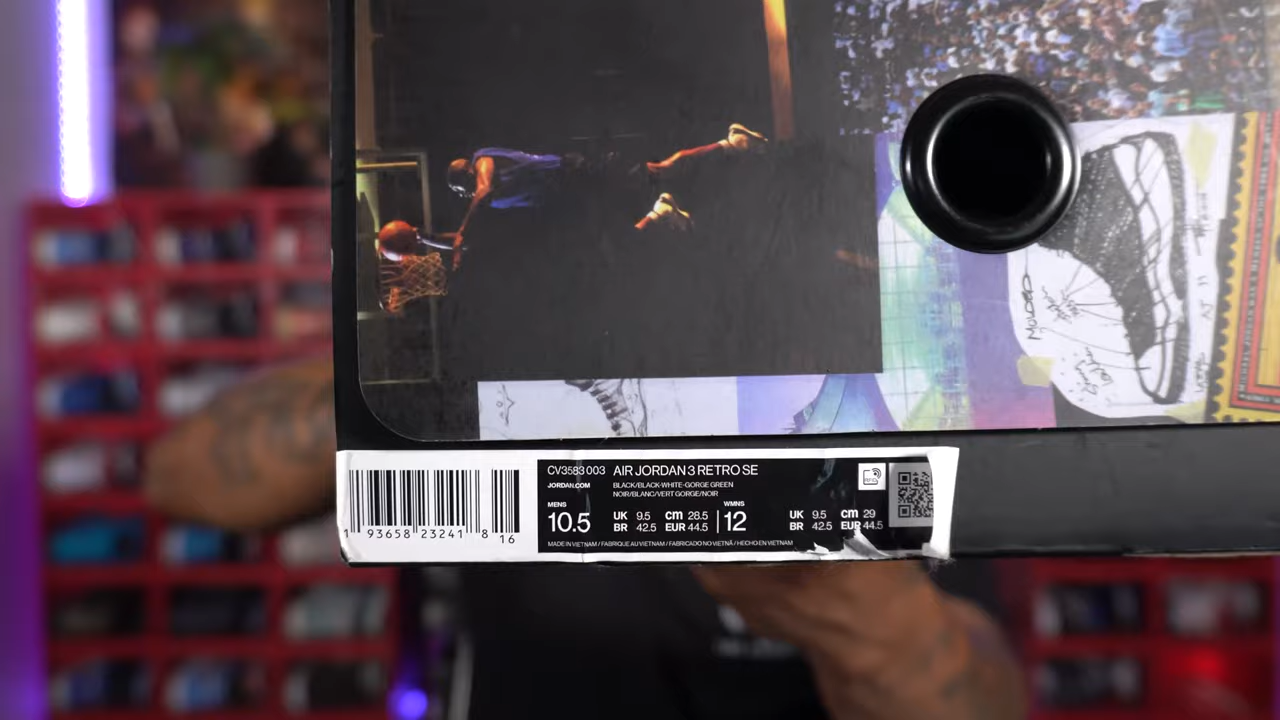 MOLDED
CV3583 003 AIR JORDAN 3 RETRO SE
JORDAN.COM
BLACK/BLACK-WHITE-GORGE GREEN
NOIR/BLANC/VERT GORGE/NOIR
MENS
10.5
UK 9.5 cm 28.5
BR 42.5 EUR 44.5
WMNS
12
UK 9.5 cm 29
BR 42.5 EUR 44.5
MADE IN VIETNAM / FABRIQUE AU VIETNAM / FABRICADO NO VIETNÃ / HECHO EN VIETNAM
RFID
1 93658 23241 8 16